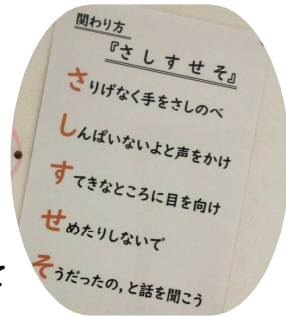 関わり方
『さしすせそ』
さりげなく手をさしのべ
しんぱいないよと声をかけ
すてきなところに目を向け
せめたりしないで
そうだったの,と話を聞こう